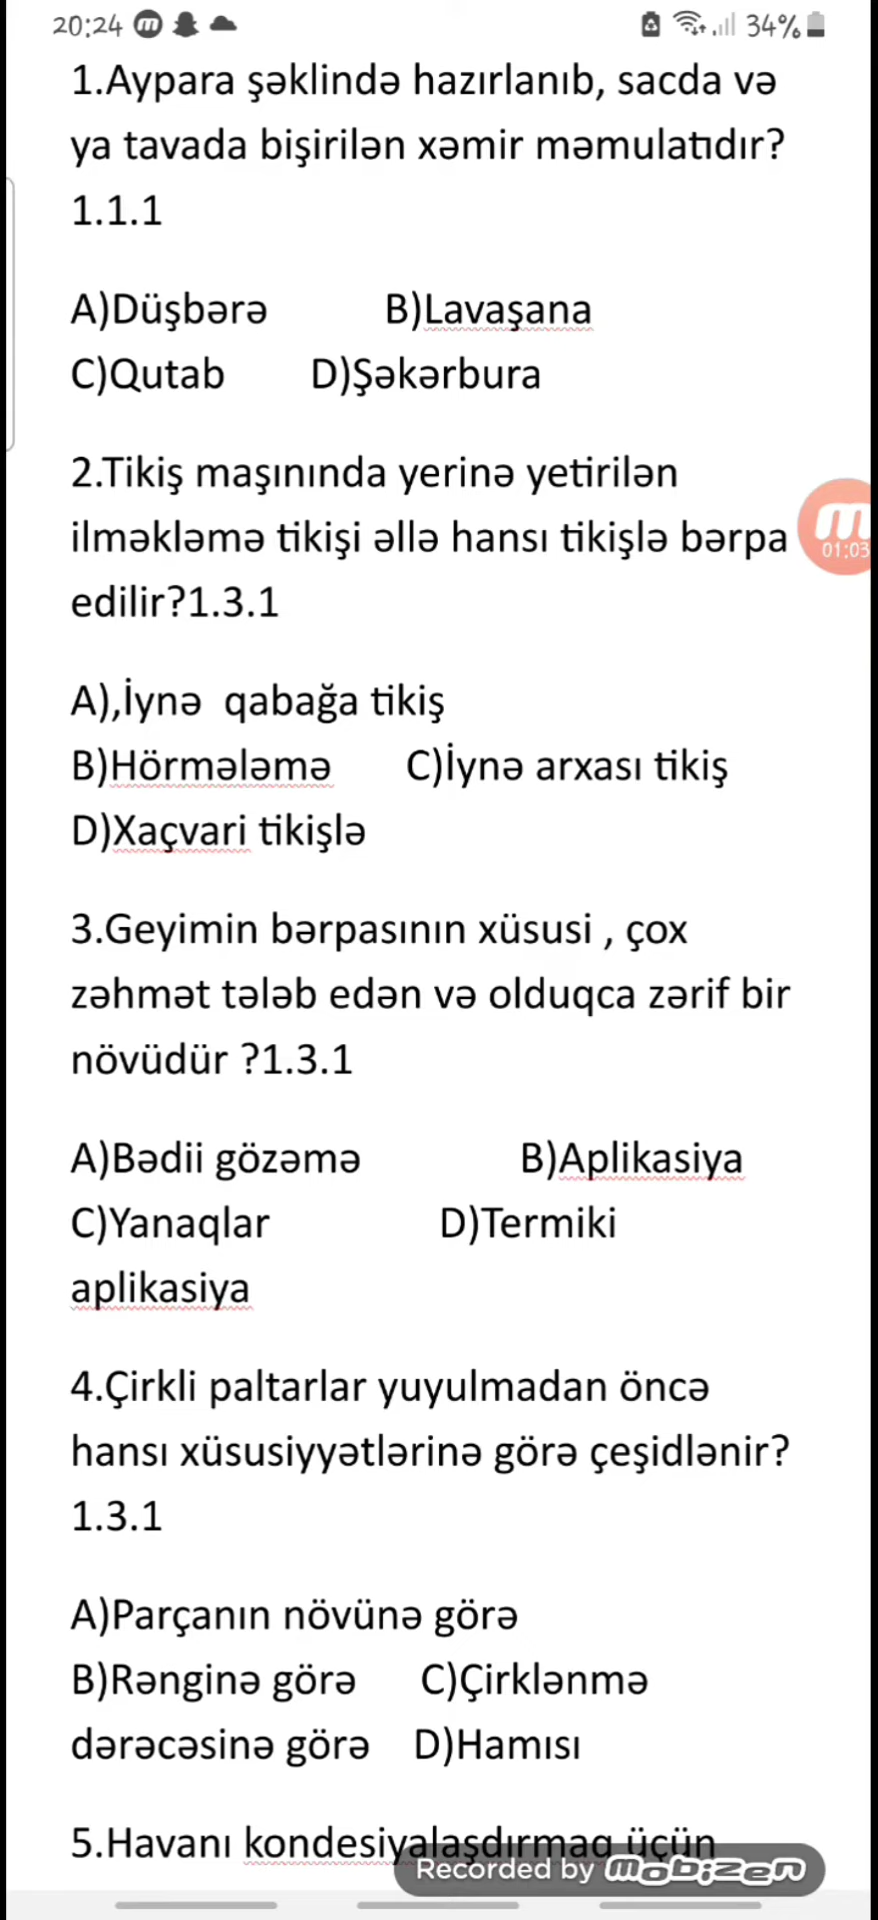 20:24
34%
1.Aypara şəklində hazırlanıb, sacda və
ya tavada bişirilən xəmir məmulatıdır?
1.1.1
A)Düşbərə B)Lavaşana
C)Qutab D)Şəkərbura
2.Tikiş maşınında yerinə yetirilən
ilməkləmə tikişi əllə hansı tikişlə bərpa
edilir?1.3.1
01:03
A),İynə qabağa tikiş
B)Hörmələmə C)İynə arxası tikiş
D)Xaçvari tikişlə
3.Geyimin bərpasının xüsusi , çox
zəhmət tələb edən və olduqca zərif bir
növüdür ?1.3.1
A)Bədii gözəmə B)Aplikasiya
C)Yanaqlar D)Termiki
aplikasiya
4.Çirkli paltarlar yuyulmadan öncə
hansı xüsusiyyətlərinə görə çeşidlənir?
1.3.1
A)Parçanın növünə görə
B)Rənginə görə C)Çirklənmə
dərəcəsinə görə D)Hamısı
5.Havanı kondesiyalaşdırmaq üçün
Recorded by mobizen